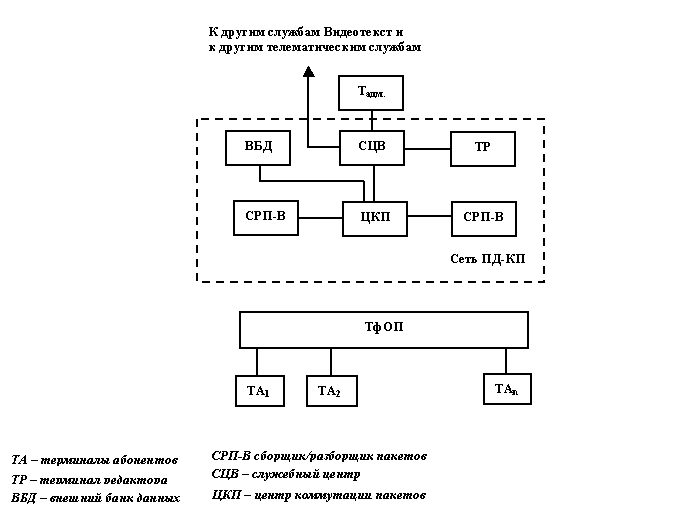 К другим службам Видеотекст и
к другим телематическим службам
Тадм.
ВБД
СЦВ
ТР
СРП-В
ЦКП
СРП-В
Сеть ПД-КП
ТфОП
ТА1
ТА2
ТАn
ТА – терминалы абонентов
ТР – терминал редактора
ВБД – внешний банк данных
СРП-В сборщик/разборщик пакетов
СЦВ – служебный центр
ЦКП – центр коммутации пакетов